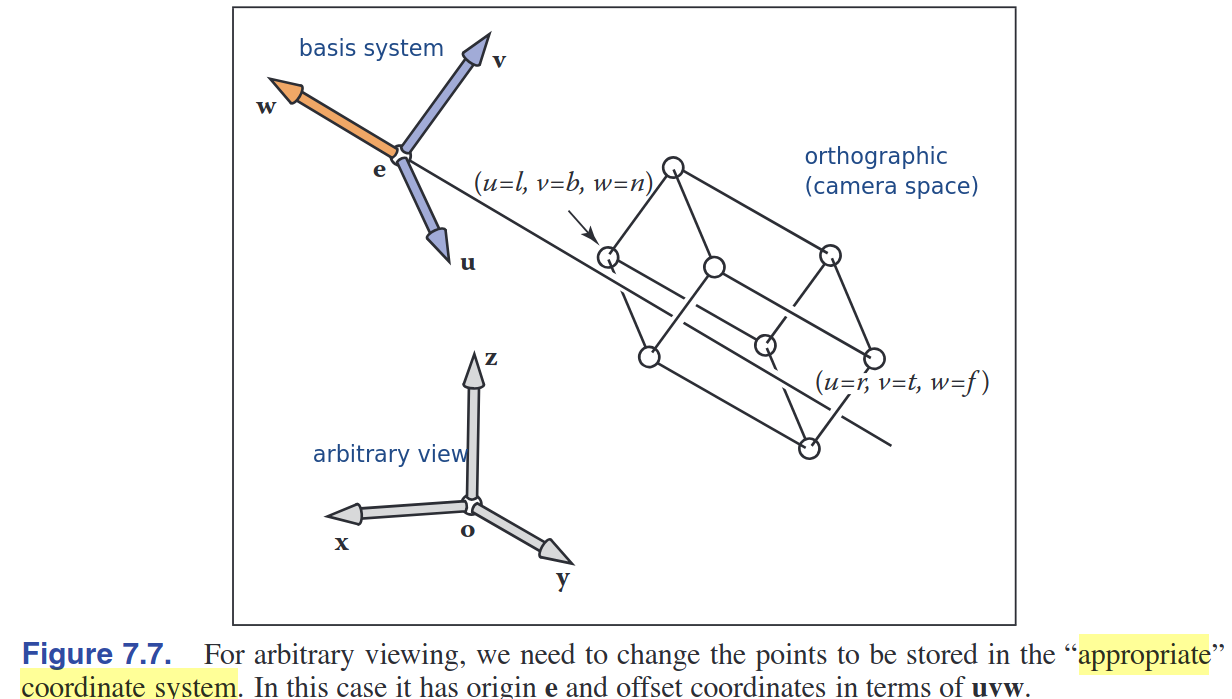 basis system
v
w
e
(u=l, v=b, w=n)
orthographic
(camera space)
u
z
(u=r, v=t, w=f)
arbitrary view
o
x
y
Figure 7.7. For arbitrary viewing, we need to change the points to be stored in the “appropriate”
coordinate system. In this case it has origin e and offset coordinates in terms of uvw.